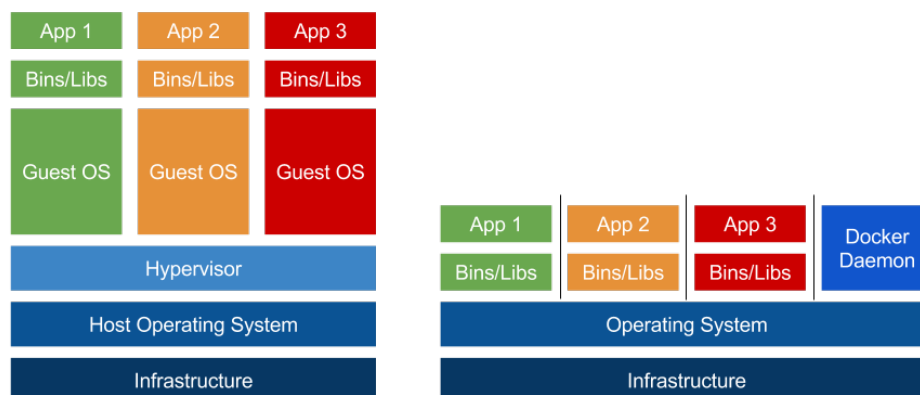 App 1
App 2
App 3
Bins/Libs
Bins/Libs
Bins/Libs
Guest OS
Guest OS
Guest OS
Hypervisor
Host Operating System
Infrastructure
App 1
App 2
App 3
Docker
Daemon
Bins/Libs
Bins/Libs
Bins/Libs
Operating System
Infrastructure